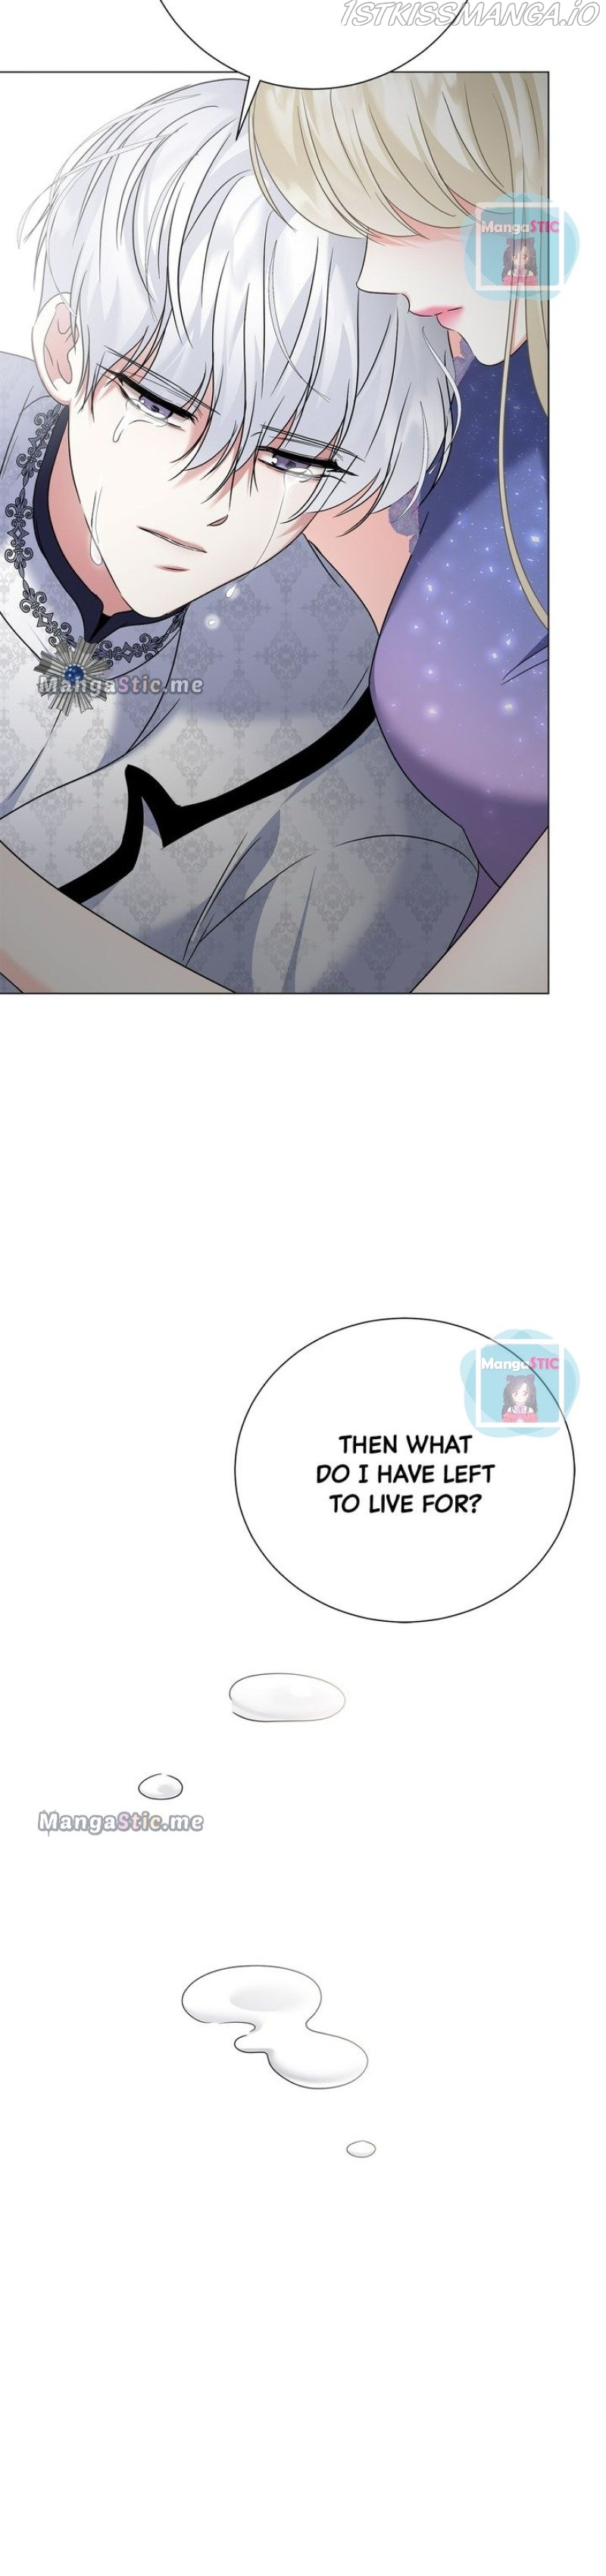 1STKISSMANGA.iO
MangaSTIC
MangaStic.me
MangaSTIC
THEN WHAT
DO I HAVE LEFT
TO LIVE FOR?
MangaStic.me